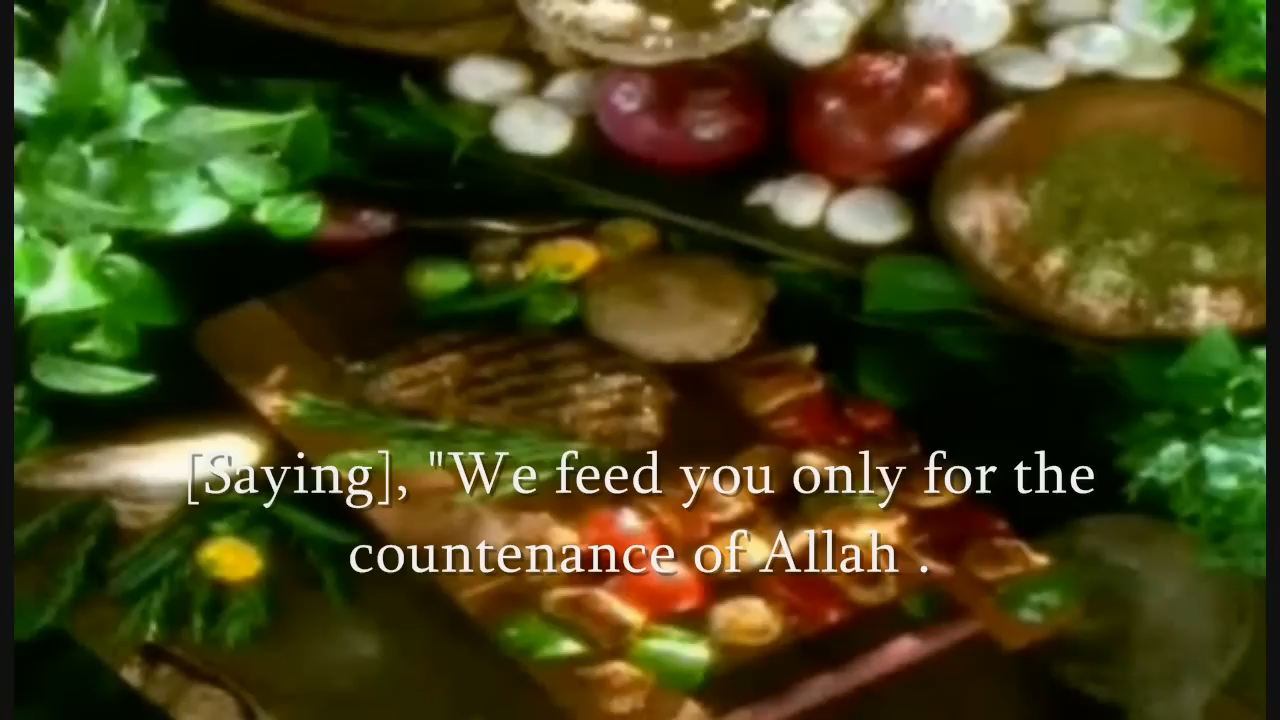 [Saying], "We feed you only for the
countenance of Allah .